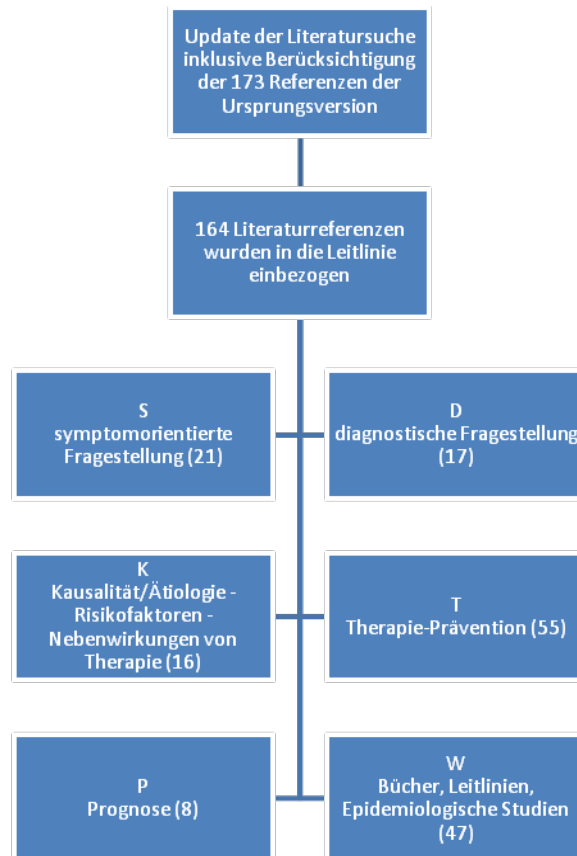 Update der Literatursuche
inklusive Berücksichtigung
der 173 Referenzen der
Ursprungsversion
164 Literaturreferenzen
wurden in die Leitlinie
einbezogen
S
symptomorientierte
Fragestellung (21)
D
diagnostische Fragestellung
(17)
K
Kausalität/Ätiologie -
Risikofaktoren -
Nebenwirkungen von
Therapie (16)
T
Therapie-Prävention (55)
P
Prognose (8)
W
Bücher, Leitlinien,
Epidemiologische Studien
(47)